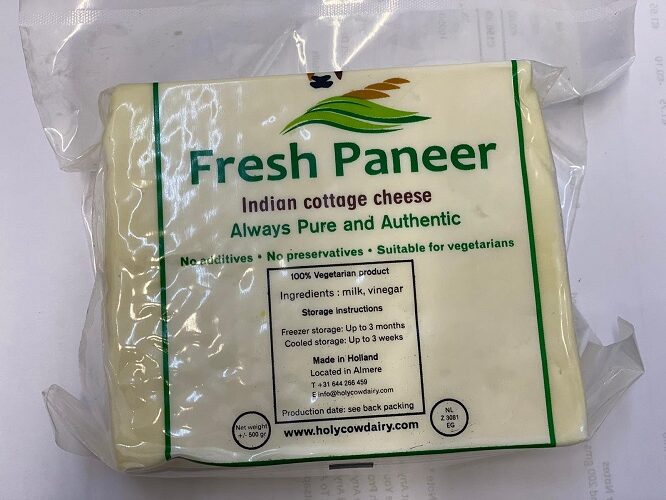 Fresh Paneer
Indian cottage cheese
Always Pure and Authentic
No additives • No preservatives • Suitable for vegetarians
100% Vegetarian product
Ingredients : milk, vinegar
Storage instructions
Freezer storage: Up to 3 months
Cooled storage: Up to 3 weeks
Made in Holland
Located in Almere
T +31 644 266 459
E info@holycowdairy.com
Production date: see back packing
Net weight
+/- 500 gr
www.holycowdairy.com
NL
Z 3081
EG